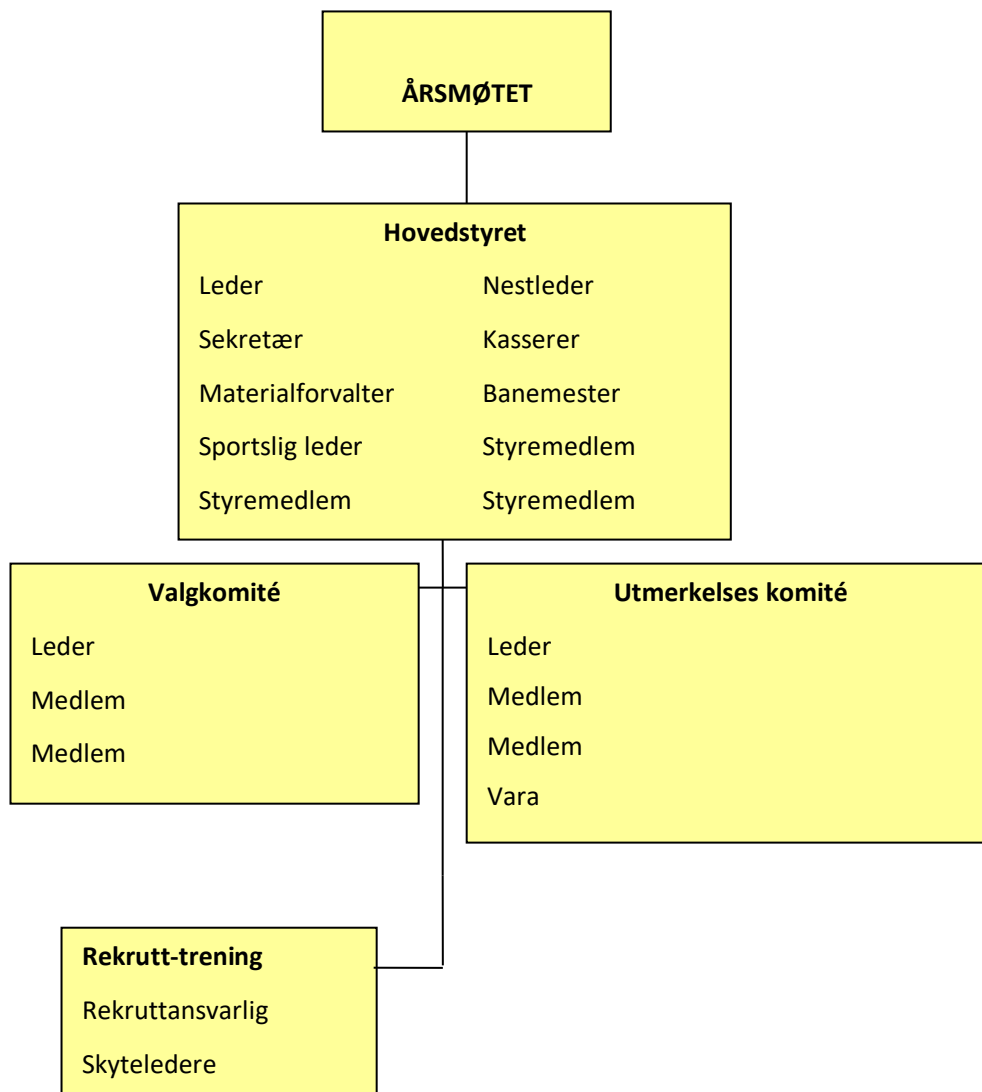 ÅRSMØTET
Hovedstyret
Leder Nestleder
Sekretær Kasserer
Materialforvalter Banemester
Sportslig leder Styremedlem
Styremedlem Styremedlem
Valgkomité
Leder
Medlem
Medlem
Utmerkelses komité
Leder
Medlem
Medlem
Vara
Rekrutt-trening
Rekruttansvarlig
Skyteledere